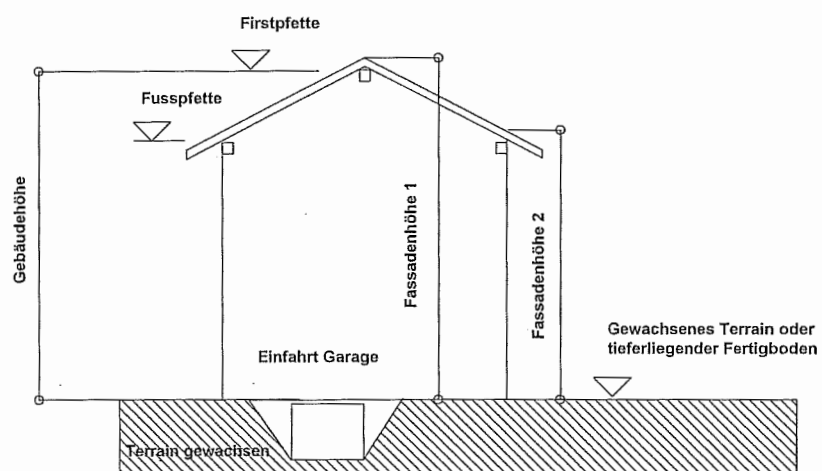 Firstpfette
Fusspfette
Gebäudehöhe
Fassadenhöhe 1
Fassadenhöhe 2
Gewachsenes Terrain oder
tieferliegender Fertigboden
Einfahrt Garage
Terrain gewachsen